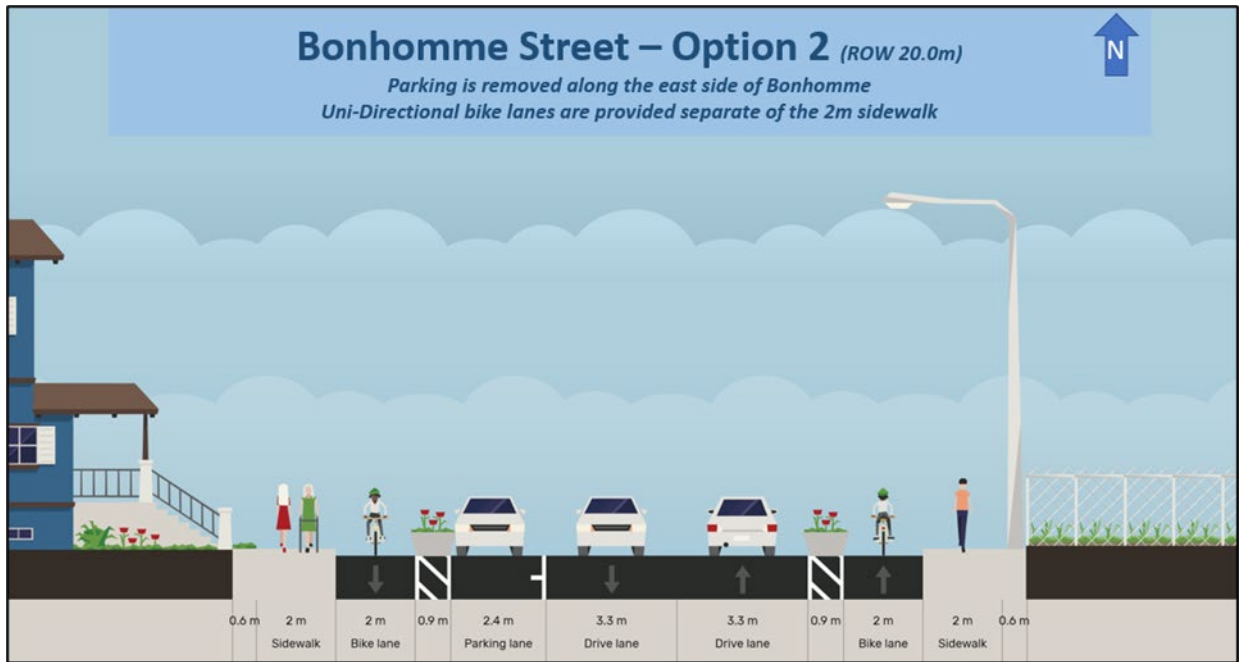 Bonhomme Street – Option 2 (ROW 20.0m)
N
Parking is removed along the east side of Bonhomme
Uni-Directional bike lanes are provided separate of the 2m sidewalk
0.6 m 2 m 2 m 0.9 m 2.4 m 3.3 m 3.3 m 0.9 m 2 m 2 m 0.6 m
Sidewalk Bike lane Parking lane Drive lane Drive lane Bike lane Sidewalk